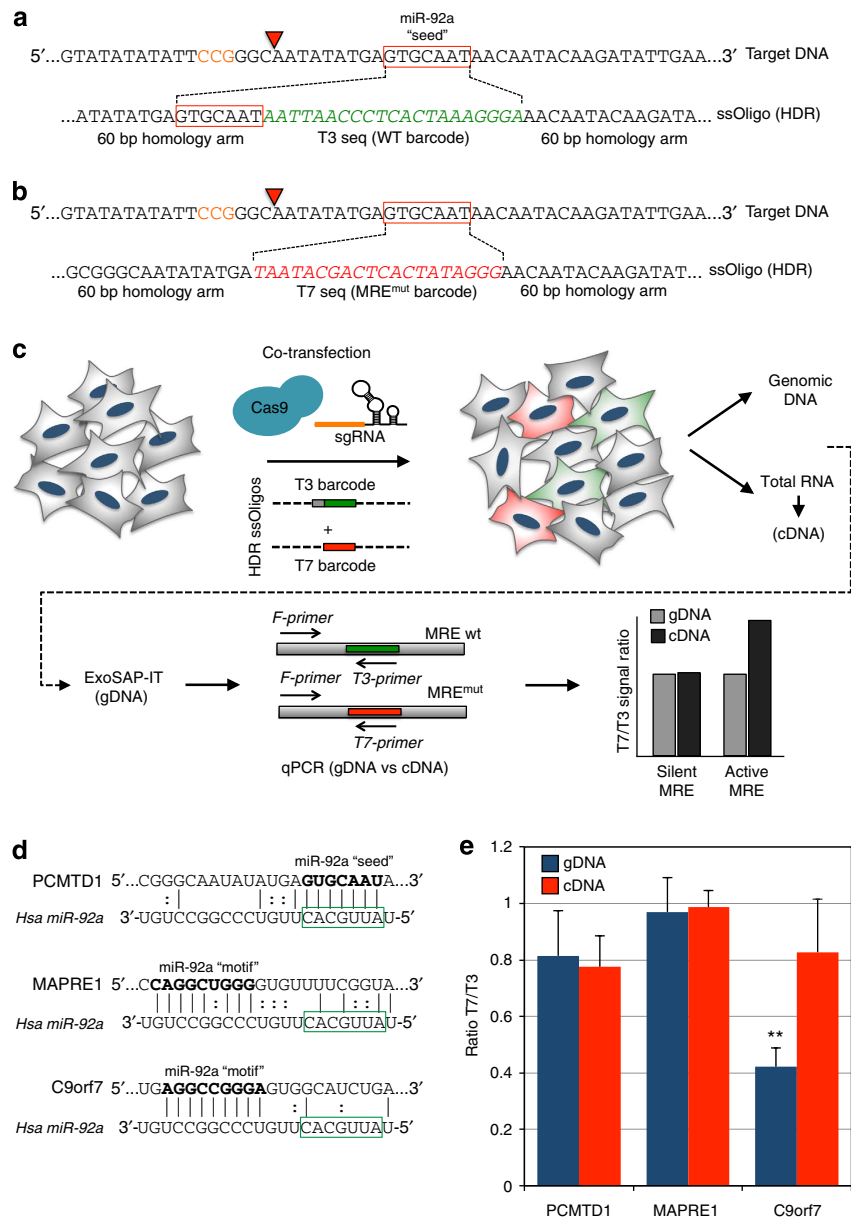 a
miR-92a
“seed”
5′...GTATATATATTCCGGGCAATATATGAGTGCAATAACAATACAAGATATTGAA...3′ Target DNA
...ATATATGAGTGCAATAATTAACCCTCACTAAAGGGAAACAATACAAGATA... ssOligo (HDR)
60 bp homology arm T3 seq (WT barcode) 60 bp homology arm
b
5′...GTATATATATTCCGGGCAATATATGAGTGCAATAACAATACAAGATATTGAA...3′ Target DNA
...GCGGGCAATATATGATAATACGACTCACTATAGGGAACAATACAAGATAT... ssOligo (HDR)
60 bp homology arm T7 seq (MREmut barcode) 60 bp homology arm
c
Co-transfection
Cas9
sgRNA
HDR ssOligos
T3 barcode
+
T7 barcode
Genomic
DNA
Total RNA
(cDNA)
ExoSAP-IT
(gDNA)
F-primer
MRE wt
T3-primer
F-primer
MREmut
T7-primer
qPCR (gDNA vs cDNA)
T7/T3 signal ratio
gDNA
cDNA
Silent
MRE
Active
MRE
d
miR-92a “seed”
PCMTD1 5′...CGGGCAAUAUAUGAGUGCAAUA...3′
Hsa miR-92a 3′-UGUCCGGCCCUGUUCACGUUAU-5′
miR-92a “motif”
MAPRE1 5′...CCAGGCUGGGGUGUUUUCGGUA...3′
Hsa miR-92a 3′-UGUCCGGCCCUGUUCACGUUAU-5′
miR-92a “motif”
C9orf7 5′...UGAGGCCGGGAGUGGCAUCUGA...3′
Hsa miR-92a 3′-UGUCCGGCCCUGUUCACGUUAU-5′
e
Ratio T7/T3
1.2
1
0.8
0.6
0.4
0.2
0
gDNA
cDNA
**
PCMTD1 MAPRE1 C9orf7